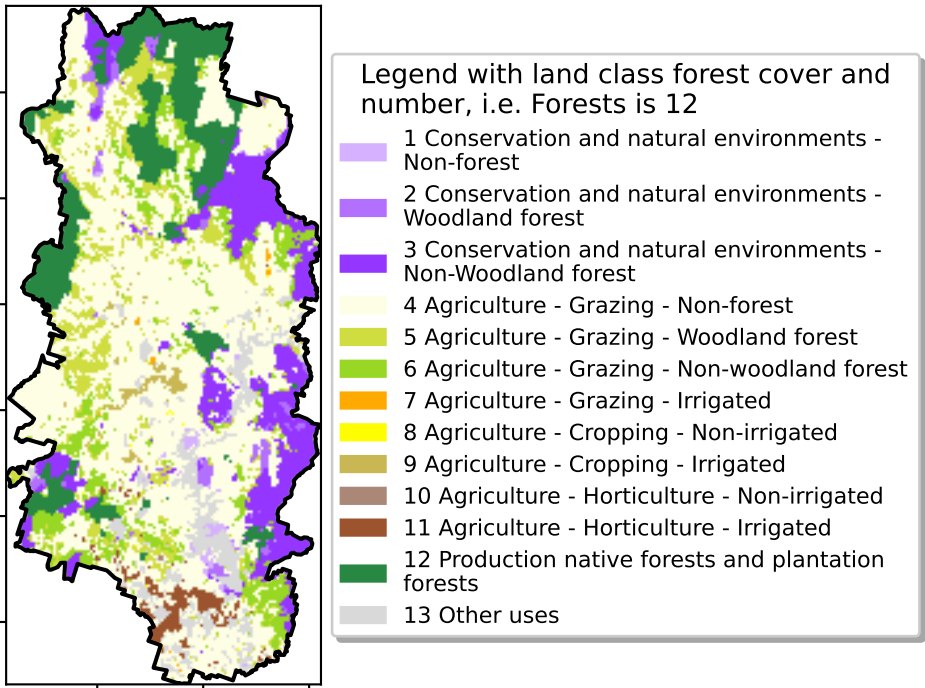 Legend with land class forest cover and
number, i.e. Forests is 12
1 Conservation and natural environments -
Non-forest
2 Conservation and natural environments -
Woodland forest
3 Conservation and natural environments -
Non-Woodland forest
4 Agriculture - Grazing - Non-forest
5 Agriculture - Grazing - Woodland forest
6 Agriculture - Grazing - Non-woodland forest
7 Agriculture - Grazing - Irrigated
8 Agriculture - Cropping - Non-irrigated
9 Agriculture - Cropping - Irrigated
10 Agriculture - Horticulture - Non-irrigated
11 Agriculture - Horticulture - Irrigated
12 Production native forests and plantation
forests
13 Other uses